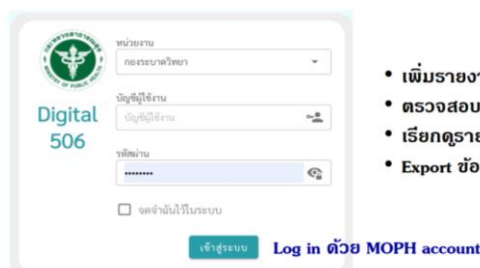 หน่วยงาน
กองระบาดวิทยา
บัญชีผู้ใช้งาน
บัญชีผู้ใช้งาน
Digital
506
รหัสผ่าน
••••••••
จดจำฉันไว้ในระบบ
เข้าสู่ระบบ
Log in ด้วย MOPH account
• เพิ่มรายงา
• ตรวจสอบ
• เรียกดูราย
• Export ข้อ